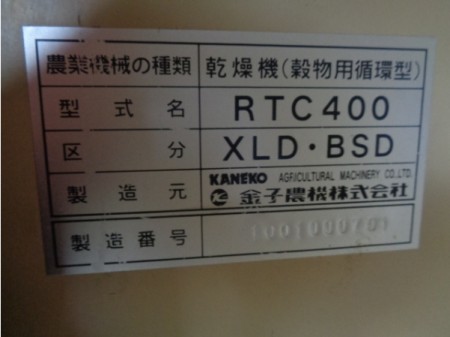 農業機械の種類 乾燥機(穀物用循環型)
型式名 RTC400
区分 XLD・BSD
製造元 KANEKO AGRICULTURAL MACHINERY CO.,LTD.
金子農機株式会社
製造番号